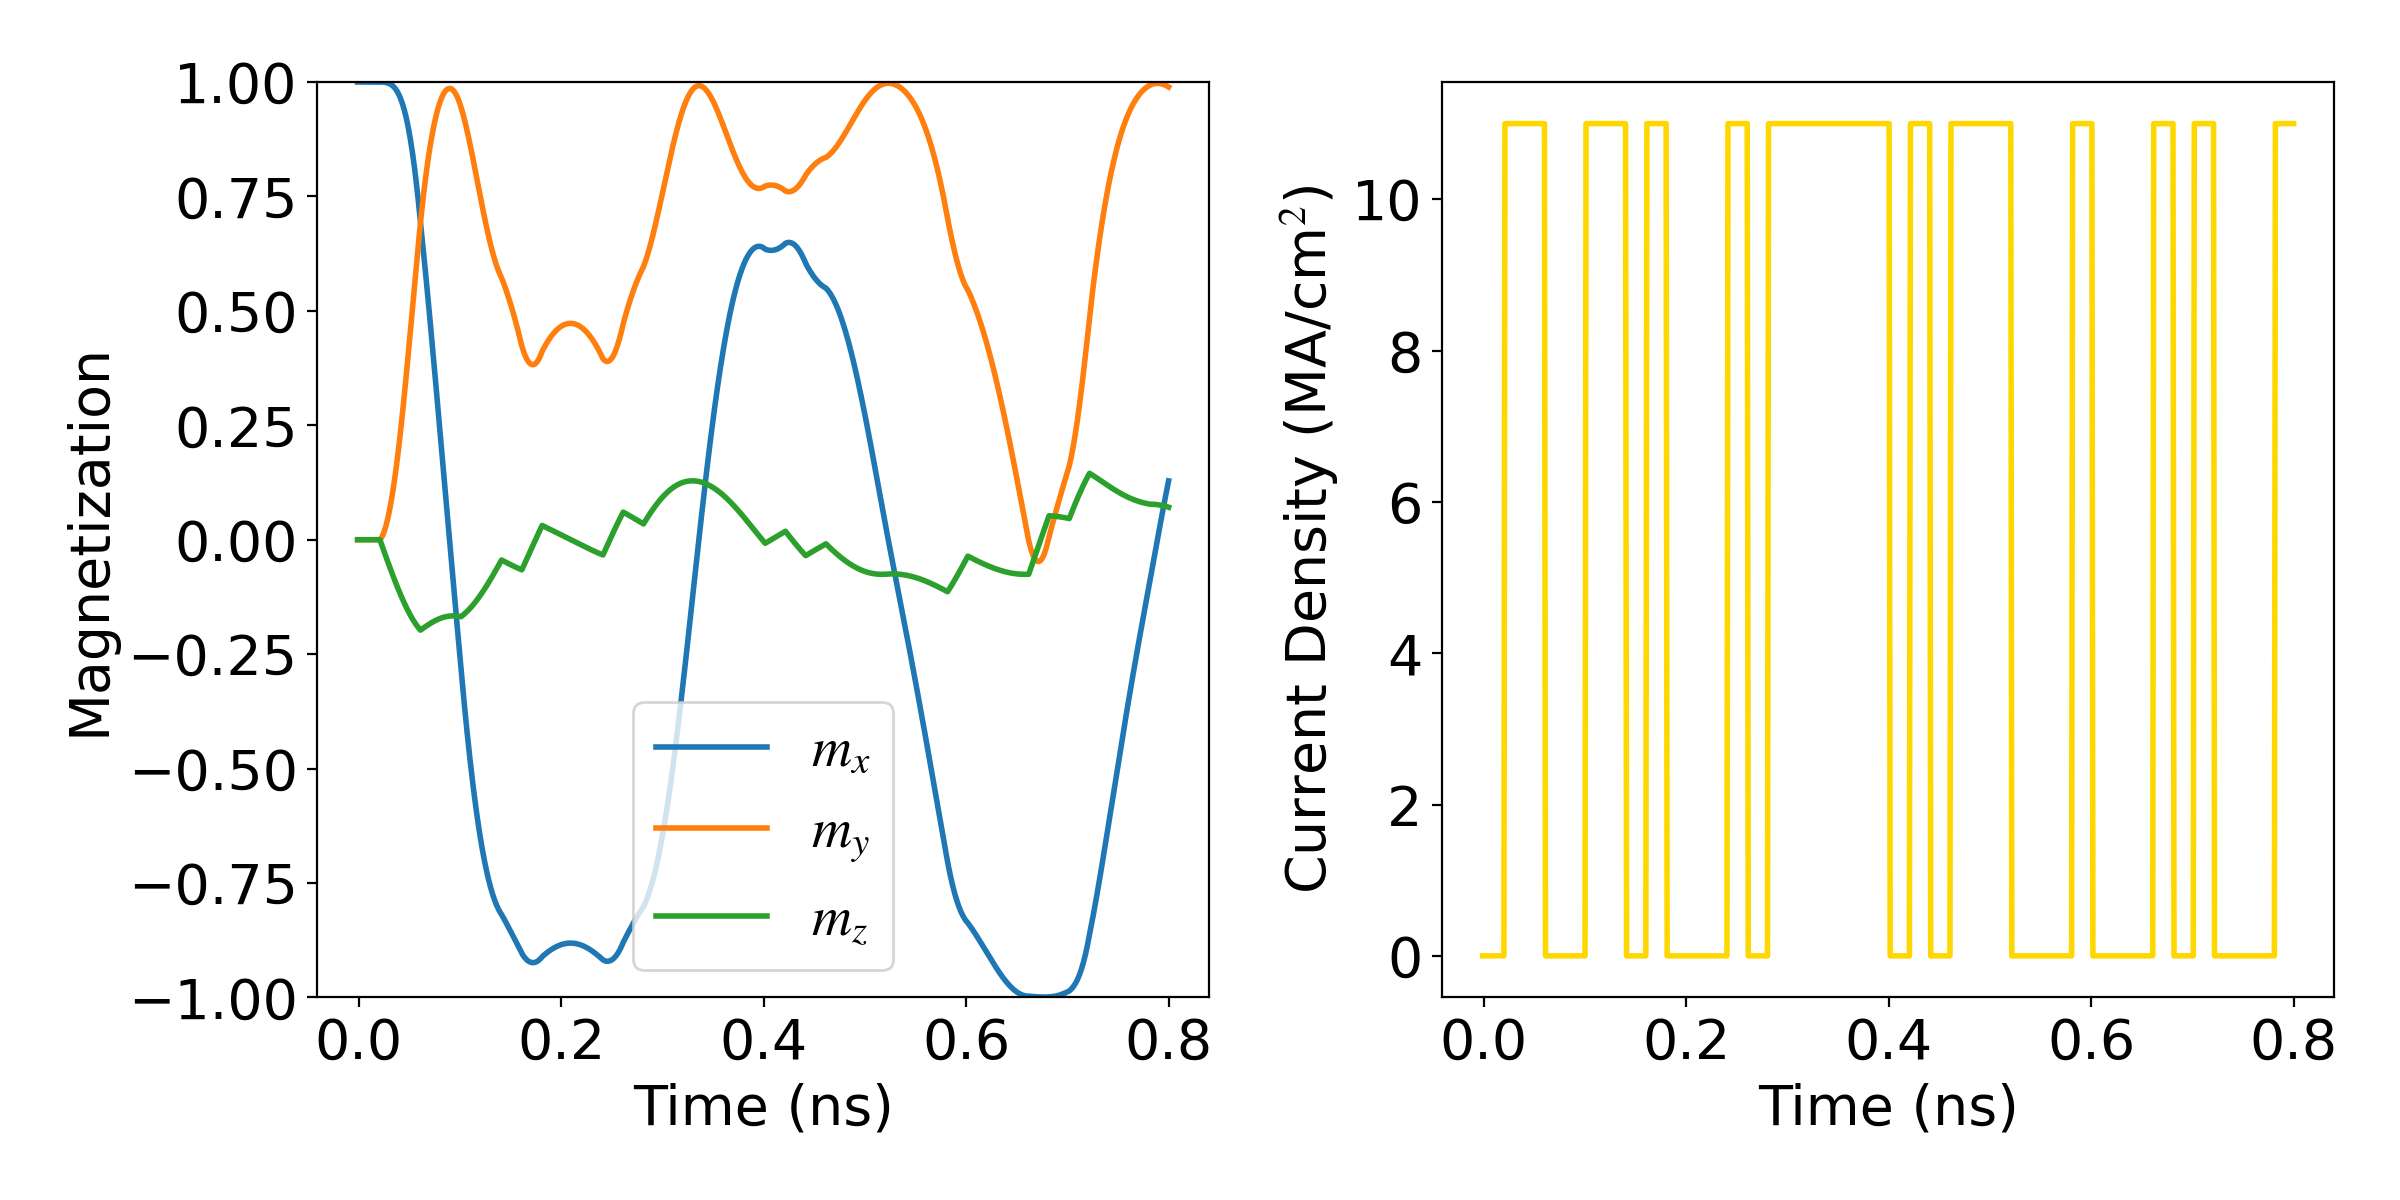 Magnetization
1.00
0.75
0.50
0.25
0.00
−0.25
−0.50
−0.75
−1.00
m_x
m_y
m_z
0.0 0.2 0.4 0.6 0.8
Time (ns)
Current Density (MA/cm²)
10
8
6
4
2
0
0.0 0.2 0.4 0.6 0.8
Time (ns)